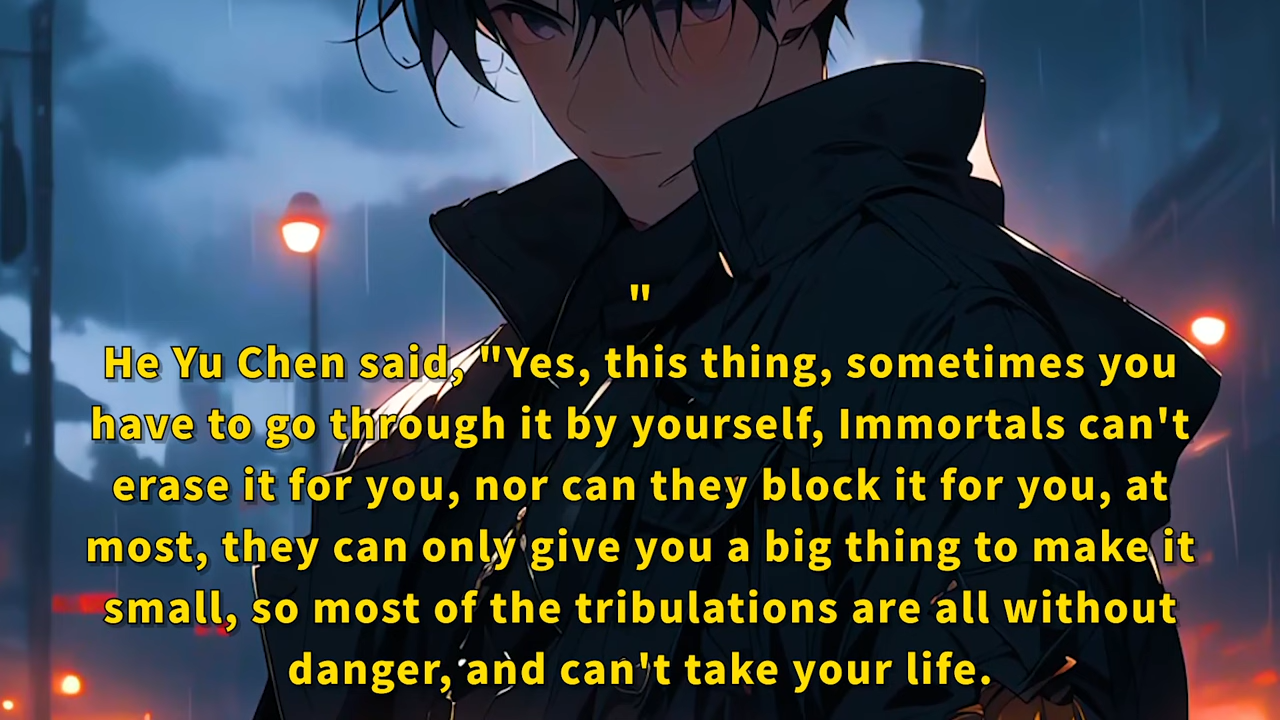 "
He Yu Chen said, "Yes, this thing, sometimes you
have to go through it by yourself, Immortals can't
erase it for you, nor can they block it for you, at
most, they can only give you a big thing to make it
small, so most of the tribulations are all without
danger, and can't take your life.